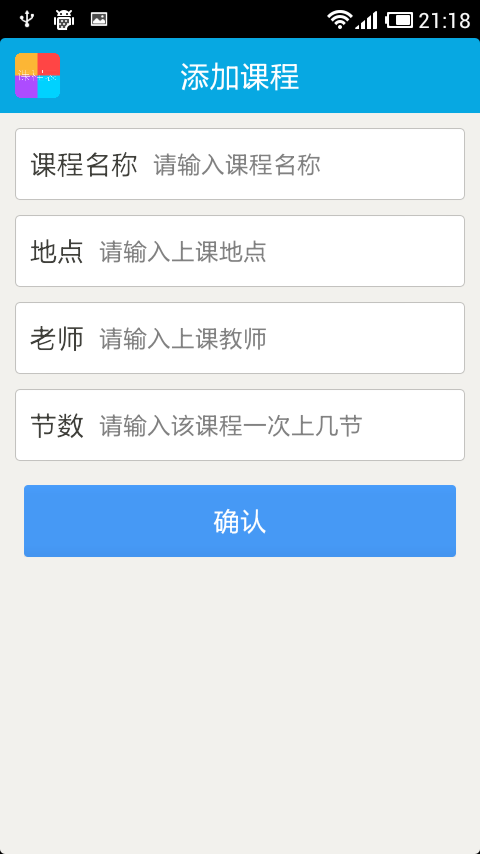 21:18
添加课程
课程名称 请输入课程名称
地点 请输入上课地点
老师 请输入上课教师
节数 请输入该课程一次上几节
确认